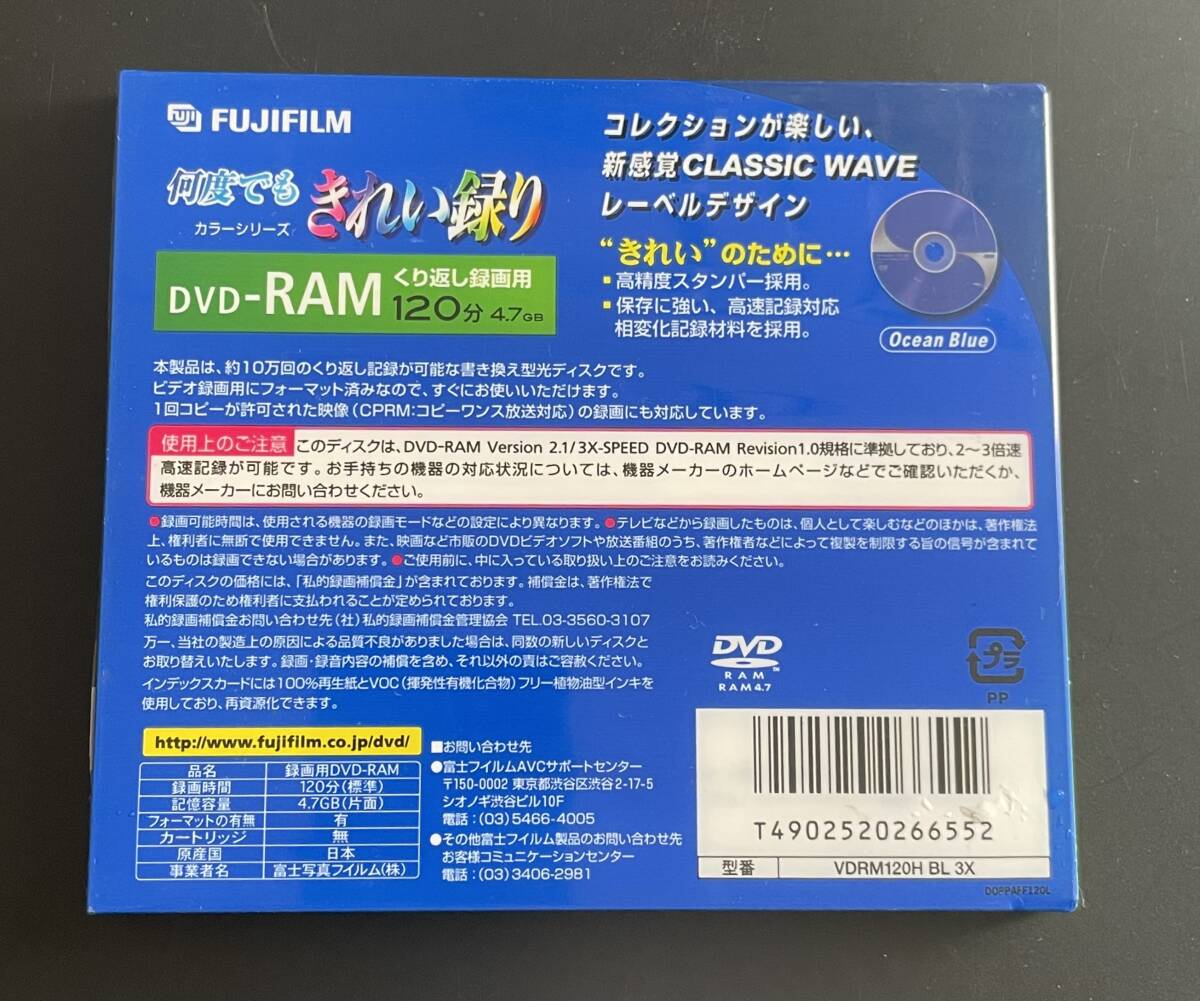 FUJI FUJIFILM
何度でも きれい録り
カラーシリーズ
DVD-RAM くり返し録画用
120分 4.7GB
コレクションが楽しい、
新感覚CLASSIC WAVE
レーベルデザイン
“きれい”のために…
■高精度スタンパー採用。
■保存に強い、高速記録対応
相変化記録材料を採用。
Ocean Blue
本製品は、約10万回のくり返し記録が可能な書き換え型光ディスクです。
ビデオ録画用にフォーマット済みなので、すぐにお使いいただけます。
1回コピーが許可された映像(CPRM:コピーワンス放送対応)の録画にも対応しています。
使用上のご注意 このディスクは、DVD-RAM Version 2.1/3X-SPEED DVD-RAM Revision1.0規格に準拠しており、2〜3倍速
高速記録が可能です。お手持ちの機器の対応状況については、機器メーカーのホームページなどでご確認いただくか、
機器メーカーにお問い合わせください。
●録画可能時間は、使用される機器の録画モードなどの設定により異なります。●テレビなどから録画したものは、個人として楽しむなどのほかは、著作権法
上、権利者に無断で使用できません。また、映画など市販のDVDビデオソフトや放送番組のうち、著作権者などによって複製を制限する旨の信号が含まれて
いるものは録画できない場合があります。●ご使用前に、中に入っている取り扱い上のご注意をお読みください。
このディスクの価格には、「私的録画補償金」が含まれております。補償金は、著作権法で
権利保護のため権利者に支払われることが定められております。
私的録画補償金お問い合わせ先(社)私的録画補償金管理協会 TEL.03-3560-3107
万一、当社の製造上の原因による品質不良がありました場合は、同数の新しいディスクと
お取り替えいたします。録画・録音内容の補償を含め、それ以外の責はご容赦ください。
インデックスカードには100%再生紙とVOC(揮発性有機化合物)フリー植物油型インキを
使用しており、再資源化できます。
DVD
RAM
RAM4.7
プラ
PP
http://www.fujifilm.co.jp/dvd/
品名 録画用DVD-RAM
録画時間 120分(標準)
記憶容量 4.7GB(片面)
フォーマットの有無 有
カートリッジ 無
原産国 日本
事業者名 富士写真フイルム(株)
■お問い合わせ先
●富士フイルムAVCサポートセンター
〒150-0002 東京都渋谷区渋谷2-17-5
シオノギ渋谷ビル10F
電話:(03)5466-4005
●その他富士フイルム製品のお問い合わせ先
お客様コミュニケーションセンター
電話:(03)3406-2981
T4902520266552
型番 VDRM120H BL 3X
DOPPAFF120L